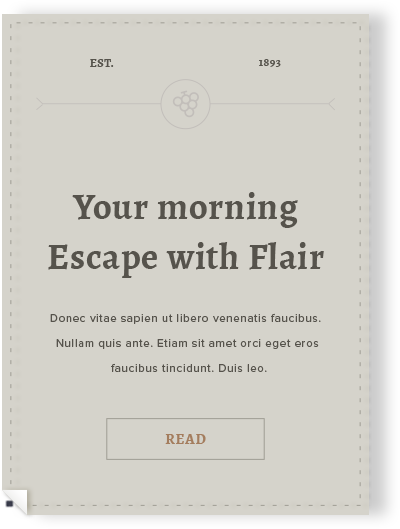 EST. 1893
Your morning
Escape with Flair
Donec vitae sapien ut libero venenatis faucibus.
Nullam quis ante. Etiam sit amet orci eget eros
faucibus tincidunt. Duis leo.
READ